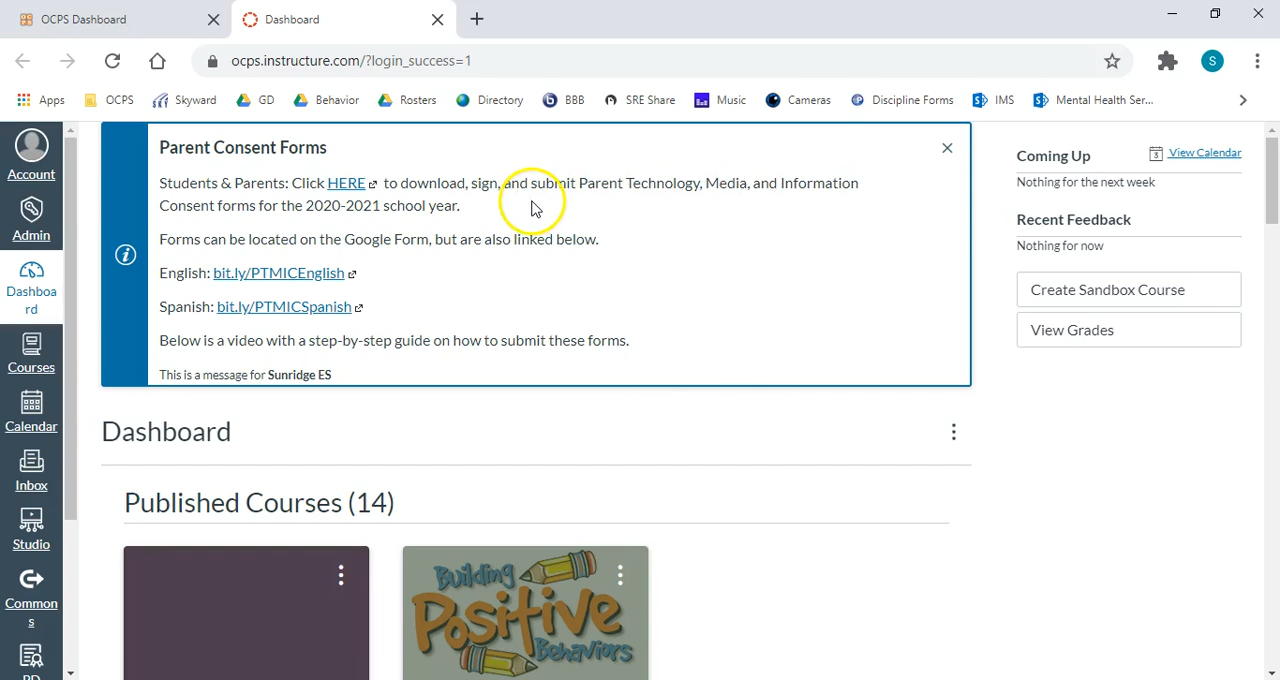 OCPS Dashboard
Dashboard
ocps.instructure.com/?login_success=1
S
Apps OCPS Skyward GD Behavior Rosters Directory BBB SRE Share Music Cameras Discipline Forms IMS Mental Health Ser...
Account
Admin
Dashboa
rd
Courses
Calendar
Inbox
Studio
Common
s
PD
Parent Consent Forms
Students & Parents: Click HERE to download, sign, and submit Parent Technology, Media, and Information
Consent forms for the 2020-2021 school year.
Forms can be located on the Google Form, but are also linked below.
English: bit.ly/PTMICEnglish
Spanish: bit.ly/PTMICSpanish
Below is a video with a step-by-step guide on how to submit these forms.
This is a message for Sunridge ES
Dashboard
Published Courses (14)
Building
Positive
Behaviors
Coming Up
View Calendar
Nothing for the next week
Recent Feedback
Nothing for now
Create Sandbox Course
View Grades